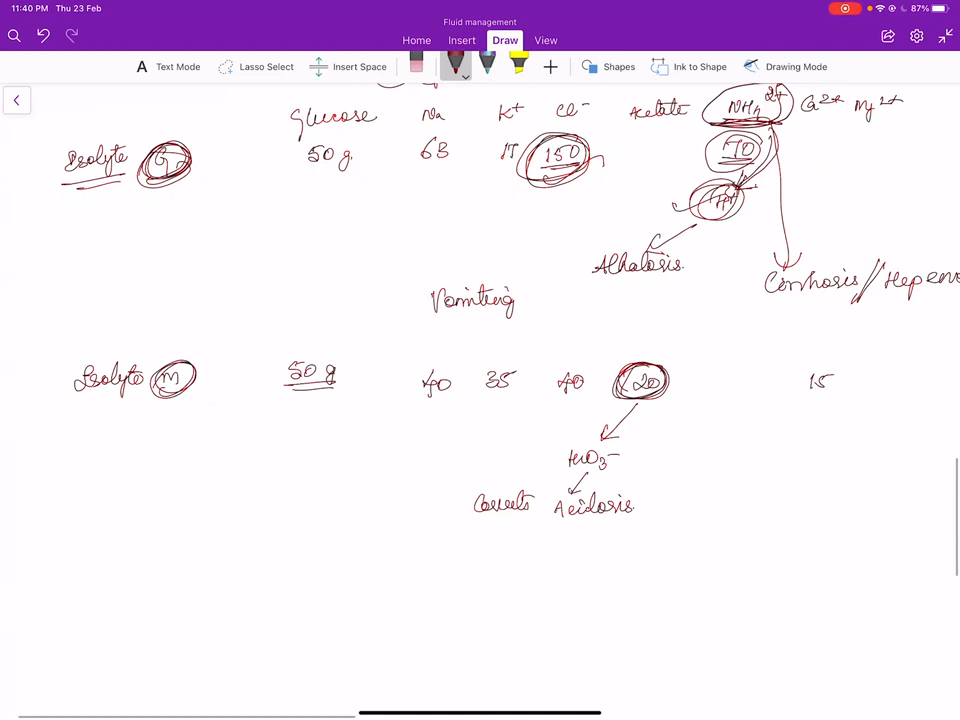 11:40 PM Thu 23 Feb
87%
Fluid management
Home Insert Draw View
Text Mode Lasso Select Insert Space Shapes Ink to Shape Drawing Mode
Glucose Na K+ Cl- Acetate NH4 2+ Ca2+ Mg2+
Isolyte G 50 g. 63 17 150 70
H+
Alkalosis.
Cirrhosis/
Vomiting
Isolyte M 50 g 40 35 40 20 15
HCO3-
Corrects Acidosis.